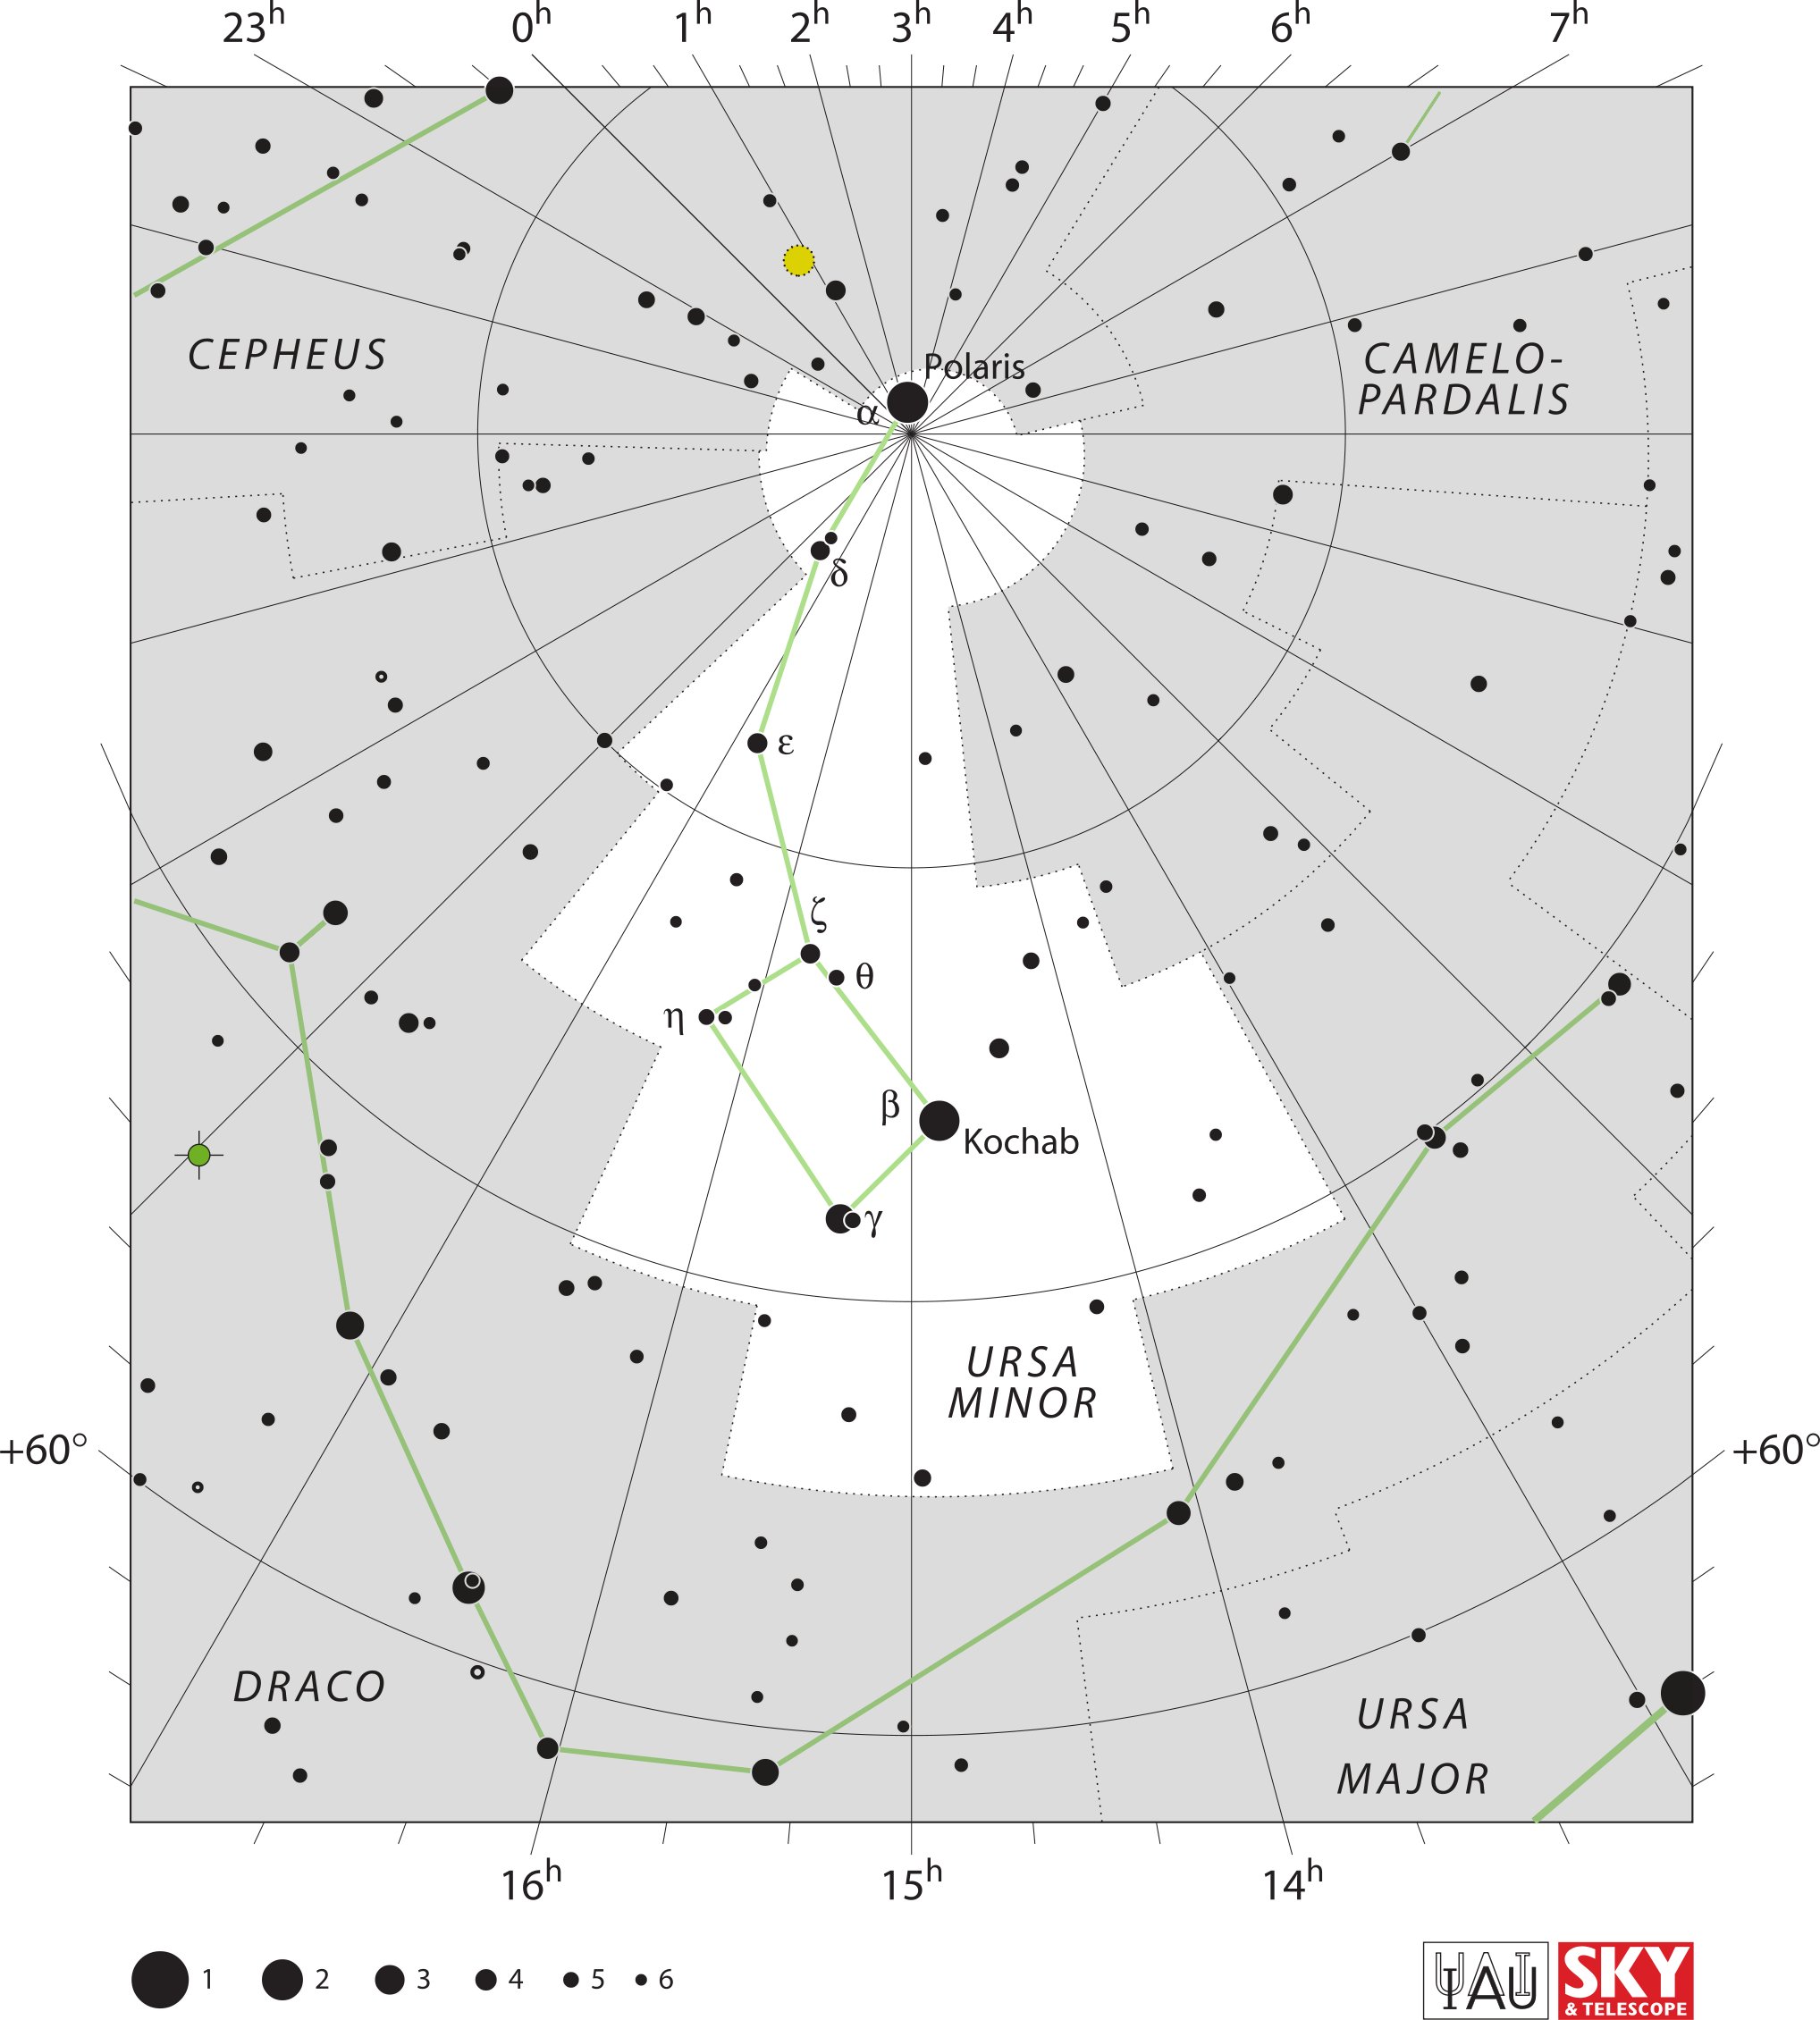 23h 0h 1h 2h 3h 4h 5h 6h 7h
Polaris
α
CEPHEUS
CAMELO-
PARDALIS
δ
ε
ζ
θ
η
β
Kochab
γ
URSA
MINOR
+60° +60°
DRACO
URSA
MAJOR
16h 15h 14h
1 2 3 4 5 6
IAU
SKY
& TELESCOPE